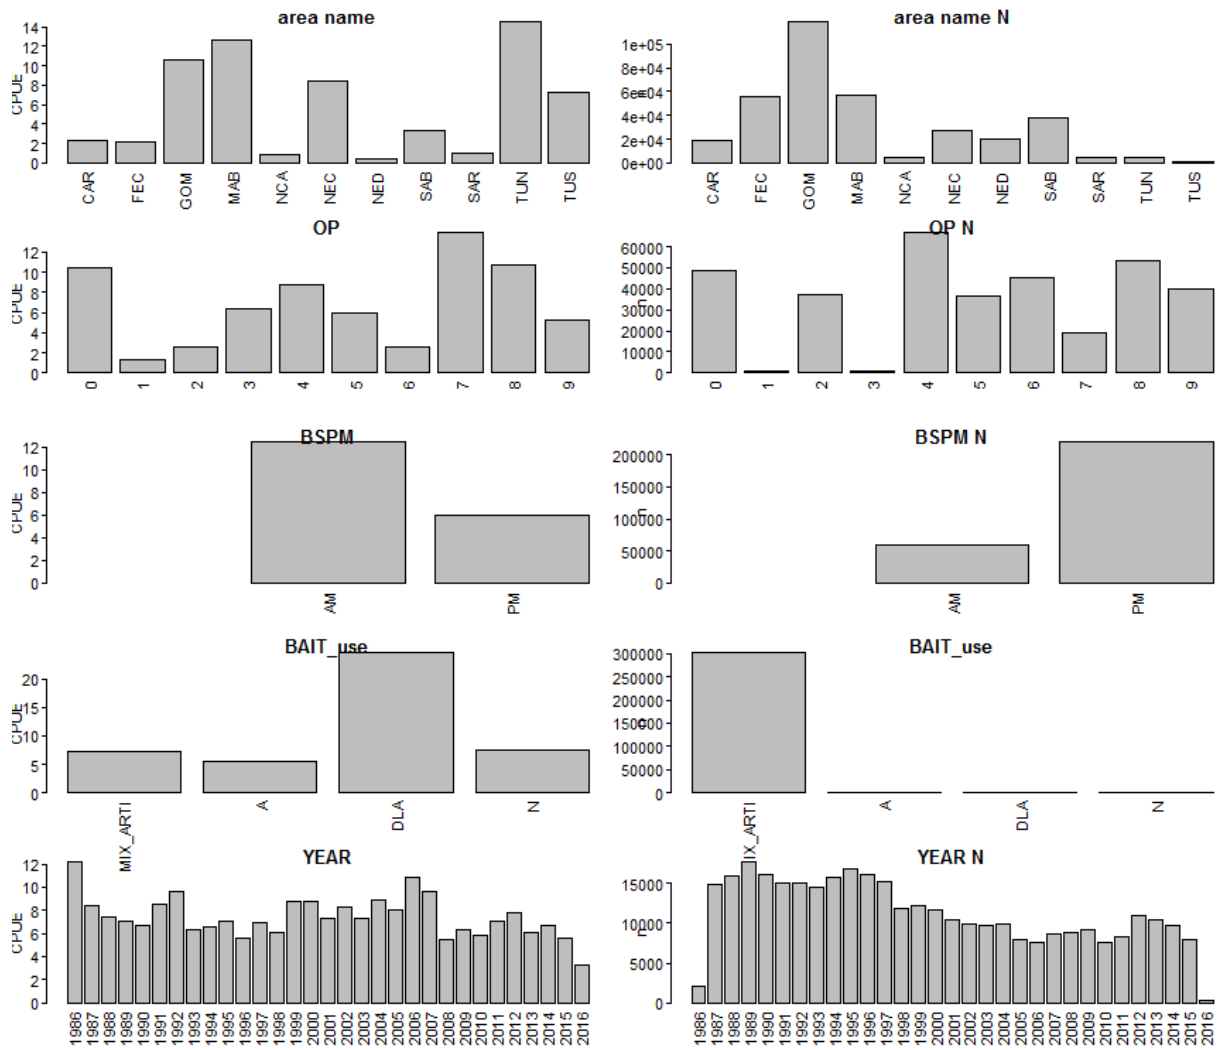 area name
area name N
CPUE
14
12
10
8
6
4
2
0
CAR FEC GOM MAB NCA NEC NED SAB SAR TUN TUS
n
1e+05
8e+04
6e+04
4e+04
2e+04
0e+00
CAR FEC GOM MAB NCA NEC NED SAB SAR TUN TUS
OP
OP N
CPUE
12
10
8
6
4
2
0
0 1 2 3 4 5 6 7 8 9
n
60000
50000
40000
30000
20000
10000
0
0 1 2 3 4 5 6 7 8 9
BSPM
BSPM N
CPUE
12
10
8
6
4
2
0
AM PM
n
200000
150000
100000
50000
0
AM PM
BAIT_use
BAIT_use
CPUE
20
15
10
5
0
MIX_ARTI A DLA N
n
300000
250000
200000
150000
100000
50000
0
IX_ARTI A DLA N
YEAR
YEAR N
CPUE
12
10
8
6
4
2
0
1986 1987 1988 1989 1990 1991 1992 1993 1994 1995 1996 1997 1998 1999 2000 2001 2002 2003 2004 2005 2006 2007 2008 2009 2010 2011 2012 2013 2014 2015 2016
n
15000
10000
5000
0
1986 1987 1988 1989 1990 1991 1992 1993 1994 1995 1996 1997 1998 1999 2000 2001 2002 2003 2004 2005 2006 2007 2008 2009 2010 2011 2012 2013 2014 2015 2016